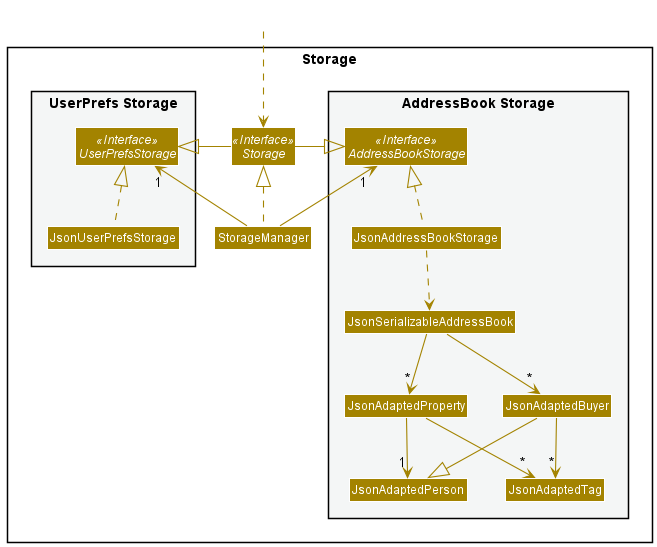 Storage
UserPrefs Storage
AddressBook Storage
«Interface»
UserPrefsStorage
«Interface»
Storage
«Interface»
AddressBookStorage
1
1
JsonUserPrefsStorage
StorageManager
JsonAddressBookStorage
JsonSerializableAddressBook
*
*
JsonAdaptedProperty
JsonAdaptedBuyer
1
*
*
JsonAdaptedPerson
JsonAdaptedTag